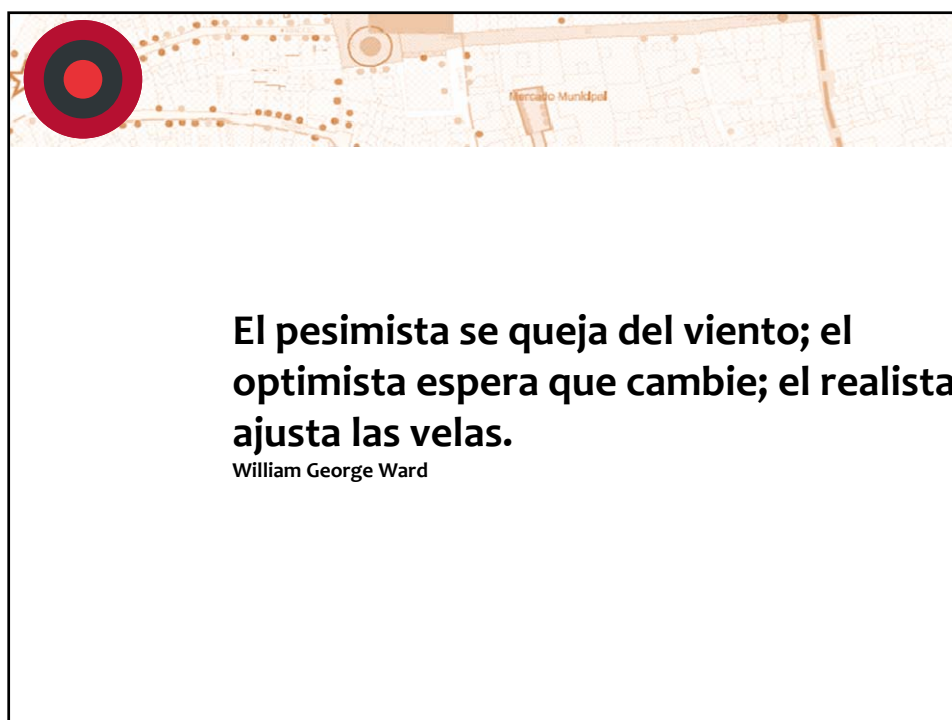 Mercado Municipal
El pesimista se queja del viento; el
optimista espera que cambie; el realista
ajusta las velas.
William George Ward